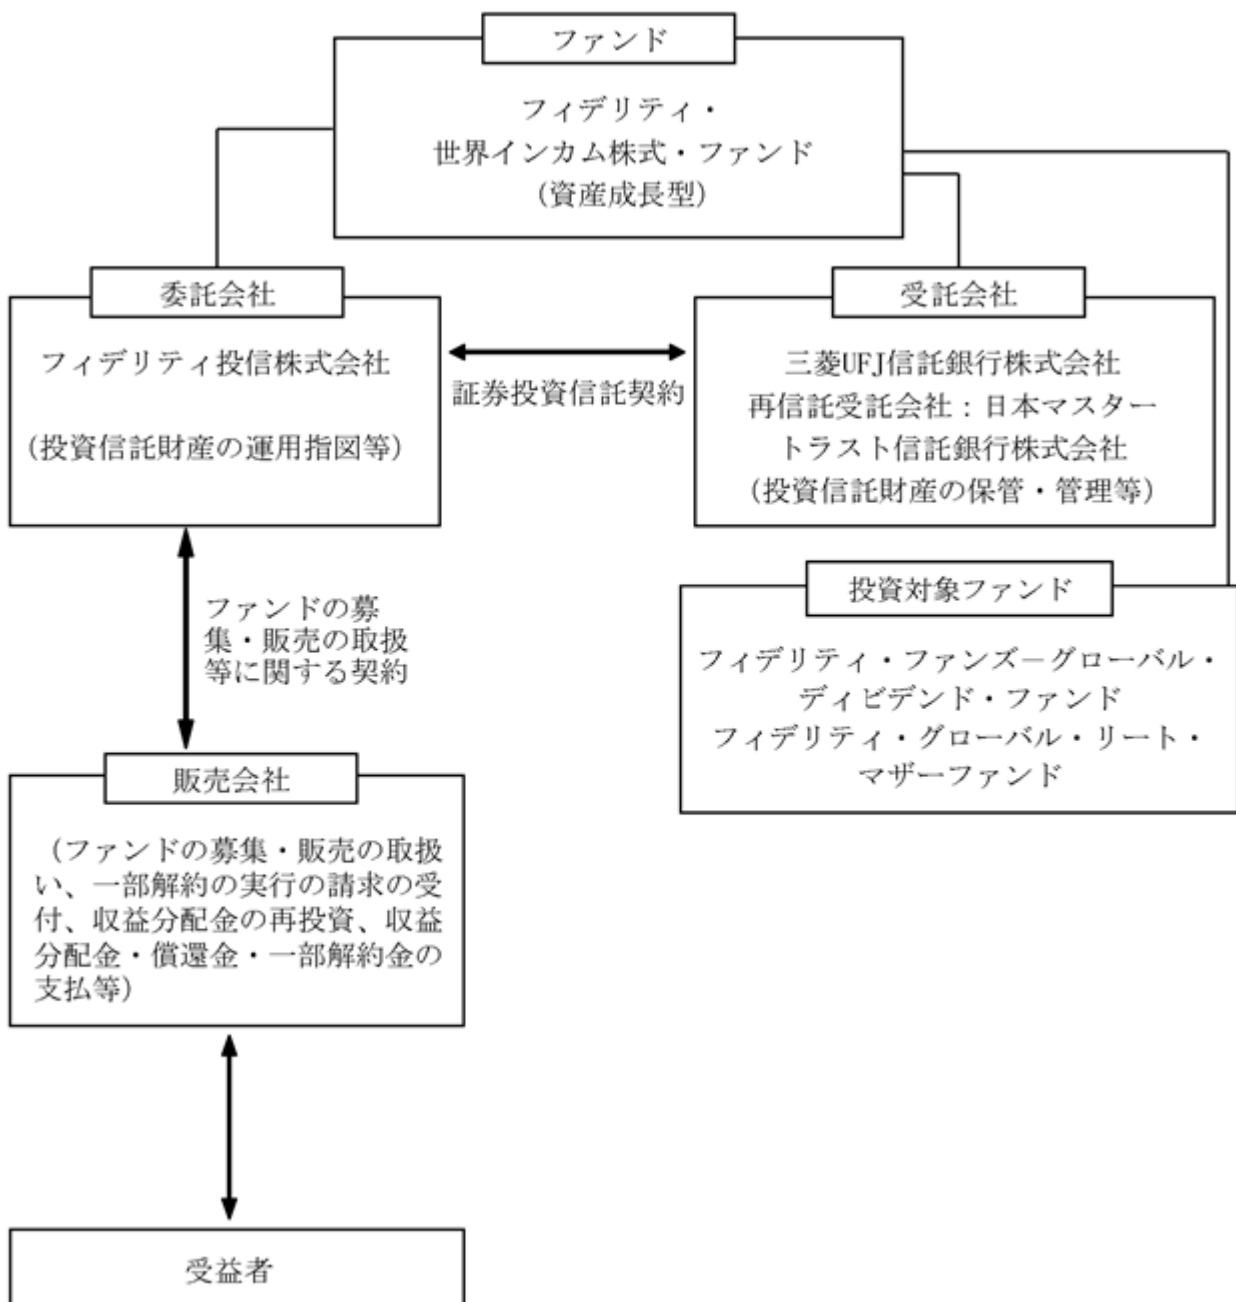 ファンド
フィデリティ・
世界インカム株式・ファンド
（資産成長型）
委託会社
フィデリティ投信株式会社
（投資信託財産の運用指図等）
証券投資信託契約
受託会社
三菱UFJ信託銀行株式会社
再信託受託会社：日本マスター
トラスト信託銀行株式会社
（投資信託財産の保管・管理等）
ファンドの募
集・販売の取扱
等に関する契約
投資対象ファンド
フィデリティ・ファンズ－グローバル・
ディビデンド・ファンド
フィデリティ・グローバル・リート・
マザーファンド
販売会社
（ファンドの募集・販売の取扱
い、一部解約の実行の請求の受
付、収益分配金の再投資、収益
分配金・償還金・一部解約金の
支払等）
受益者